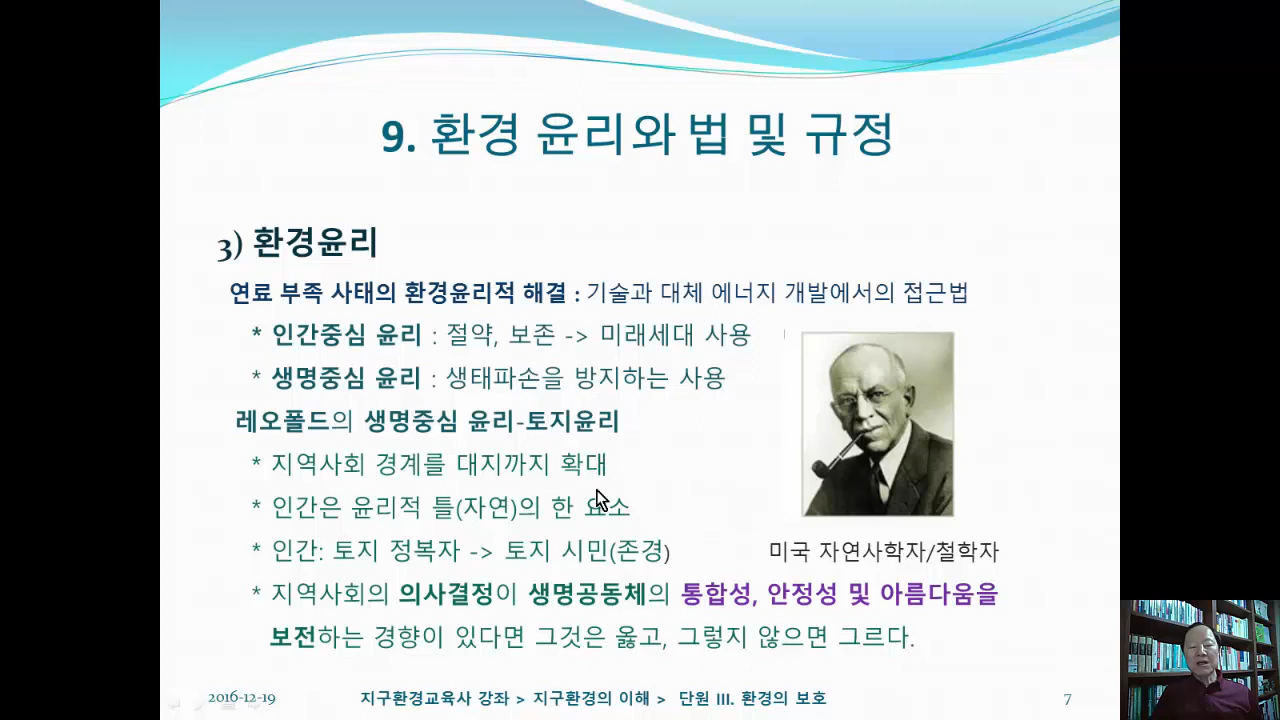 9. 환경 윤리와 법 및 규정
3) 환경윤리
연료 부족 사태의 환경윤리적 해결 : 기술과 대체 에너지 개발에서의 접근법
* 인간중심 윤리 : 절약, 보존 -> 미래세대 사용
* 생명중심 윤리 : 생태파손을 방지하는 사용
레오폴드의 생명중심 윤리-토지윤리
* 지역사회 경계를 대지까지 확대
* 인간은 윤리적 틀(자연)의 한 요소
* 인간: 토지 정복자 -> 토지 시민(존경)
미국 자연사학자/철학자
* 지역사회의 의사결정이 생명공동체의 통합성, 안정성 및 아름다움을
보전하는 경향이 있다면 그것은 옳고, 그렇지 않으면 그르다.
2016-12-19
지구환경교육사 강좌 > 지구환경의 이해 > 단원 III. 환경의 보호
7